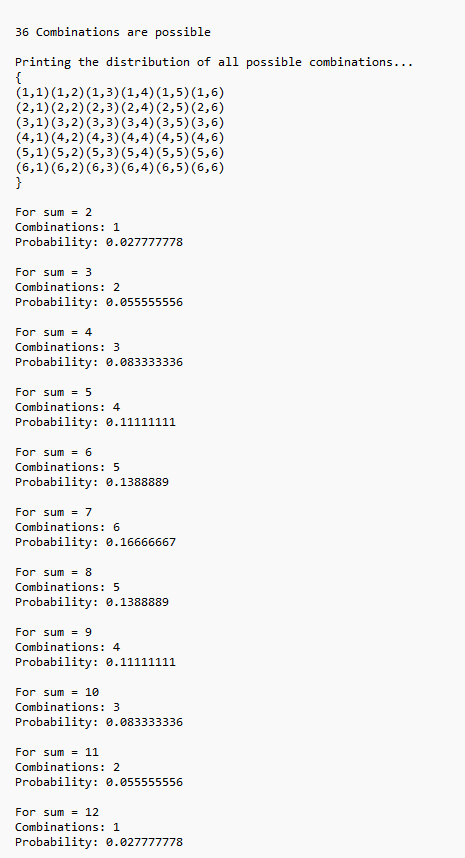 36 Combinations are possible
Printing the distribution of all possible combinations...
{
(1,1)(1,2)(1,3)(1,4)(1,5)(1,6)
(2,1)(2,2)(2,3)(2,4)(2,5)(2,6)
(3,1)(3,2)(3,3)(3,4)(3,5)(3,6)
(4,1)(4,2)(4,3)(4,4)(4,5)(4,6)
(5,1)(5,2)(5,3)(5,4)(5,5)(5,6)
(6,1)(6,2)(6,3)(6,4)(6,5)(6,6)
}
For sum = 2
Combinations: 1
Probability: 0.027777778
For sum = 3
Combinations: 2
Probability: 0.055555556
For sum = 4
Combinations: 3
Probability: 0.083333336
For sum = 5
Combinations: 4
Probability: 0.11111111
For sum = 6
Combinations: 5
Probability: 0.1388889
For sum = 7
Combinations: 6
Probability: 0.16666667
For sum = 8
Combinations: 5
Probability: 0.1388889
For sum = 9
Combinations: 4
Probability: 0.11111111
For sum = 10
Combinations: 3
Probability: 0.083333336
For sum = 11
Combinations: 2
Probability: 0.055555556
For sum = 12
Combinations: 1
Probability: 0.027777778